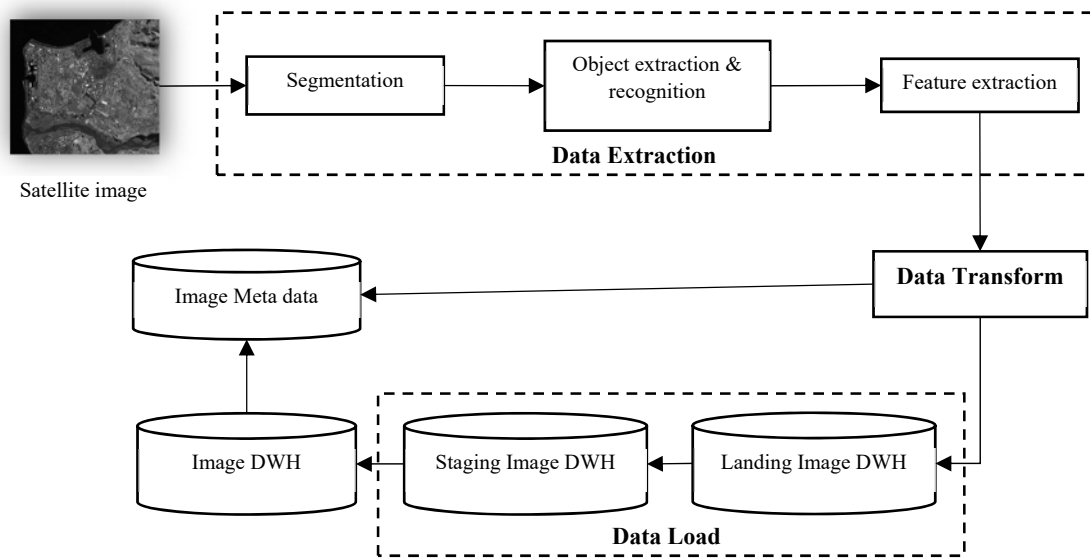 Segmentation
Object extraction &
recognition
Feature extraction
Data Extraction
Satellite image
Data Transform
Image Meta data
Image DWH
Staging Image DWH
Landing Image DWH
Data Load